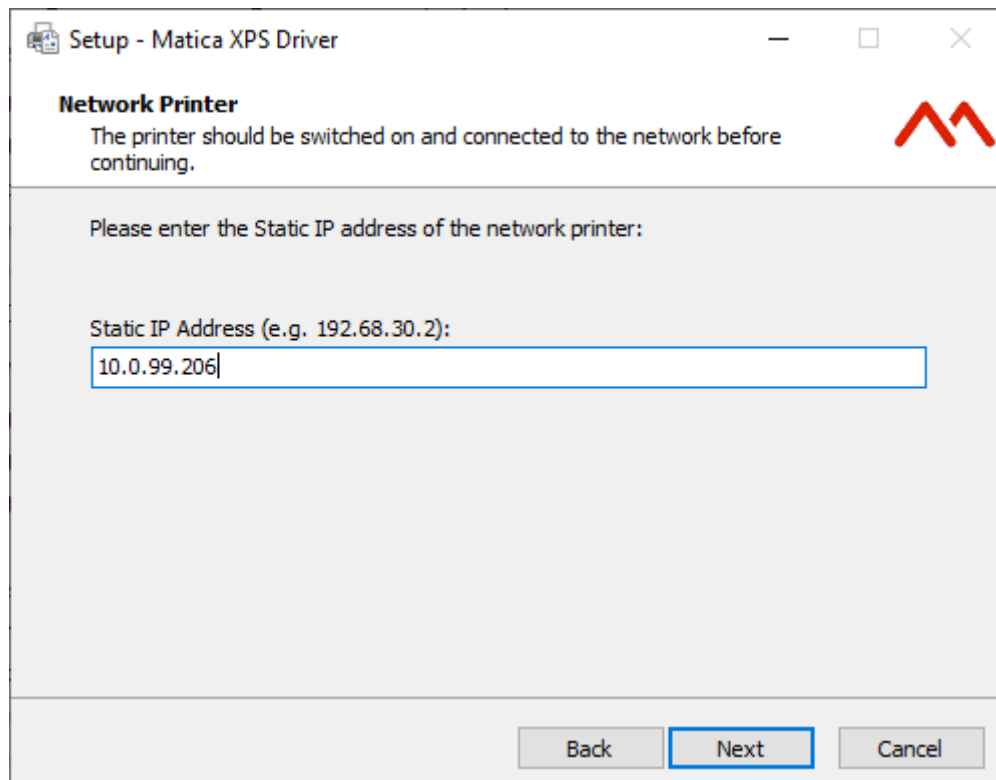 Setup - Matica XPS Driver
Network Printer
The printer should be switched on and connected to the network before
continuing.
Please enter the Static IP address of the network printer:
Static IP Address (e.g. 192.68.30.2):
10.0.99.206
Back
Next
Cancel